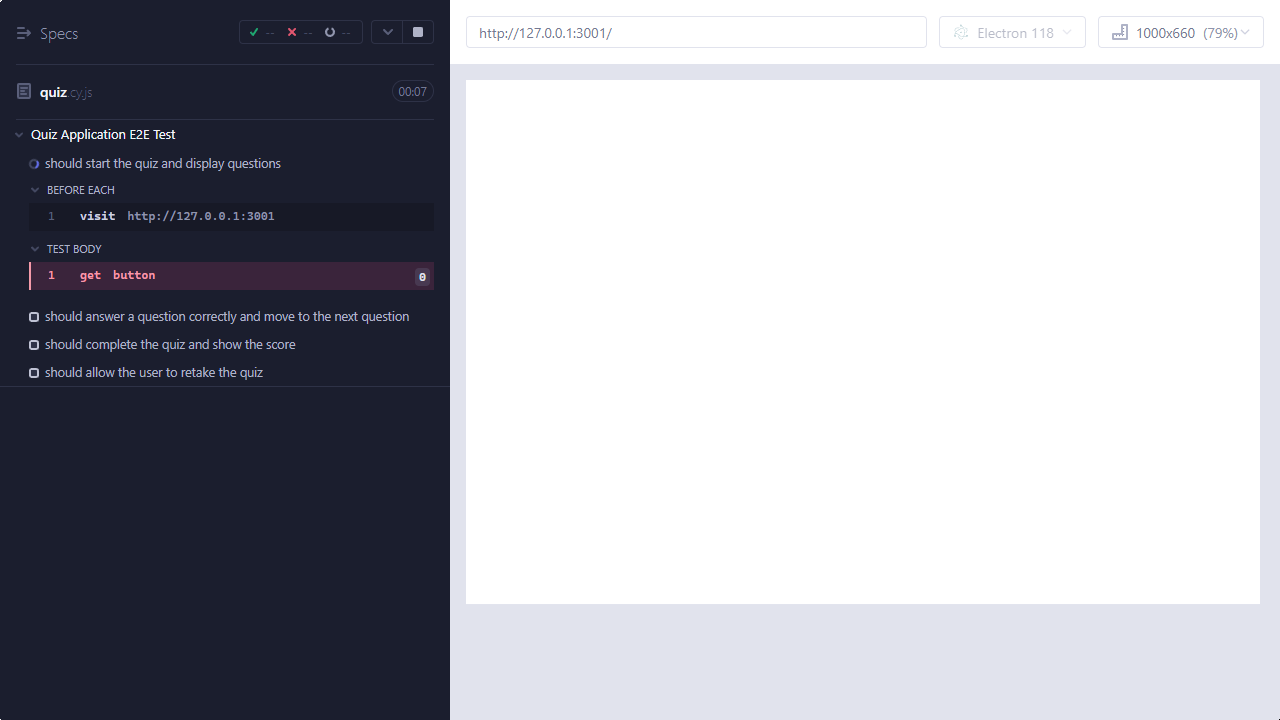 Specs
-- -- --
http://127.0.0.1:3001/
Electron 118
1000x660 (79%)
quiz.cy.js
00:07
Quiz Application E2E Test
should start the quiz and display questions
BEFORE EACH
1 visit http://127.0.0.1:3001
TEST BODY
1 get button 0
should answer a question correctly and move to the next question
should complete the quiz and show the score
should allow the user to retake the quiz